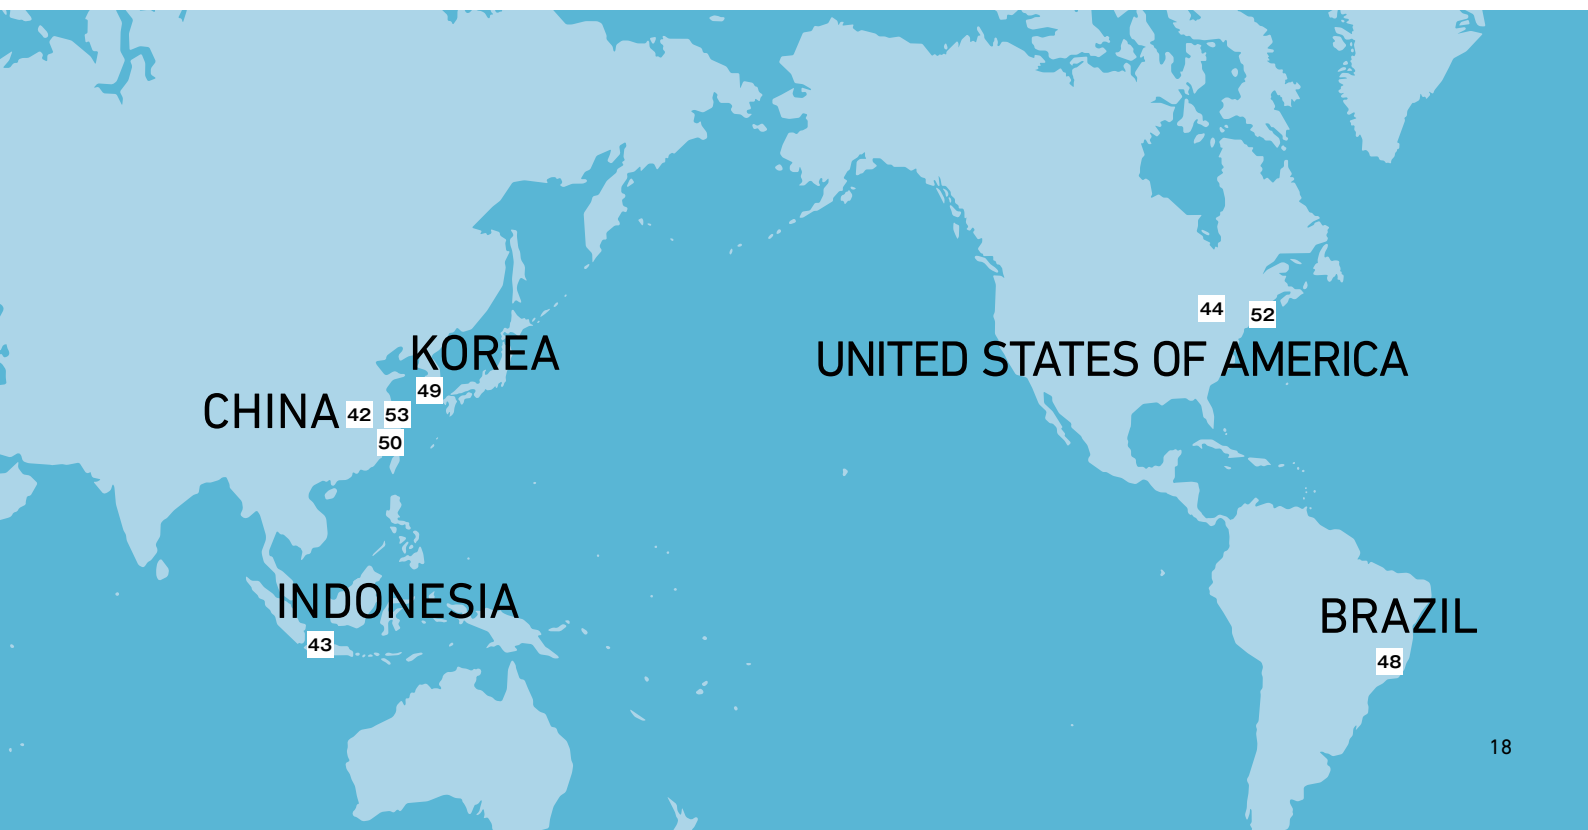 44
52
KOREA
UNITED STATES OF AMERICA
49
CHINA 42 53
50
INDONESIA
43
BRAZIL
48
18